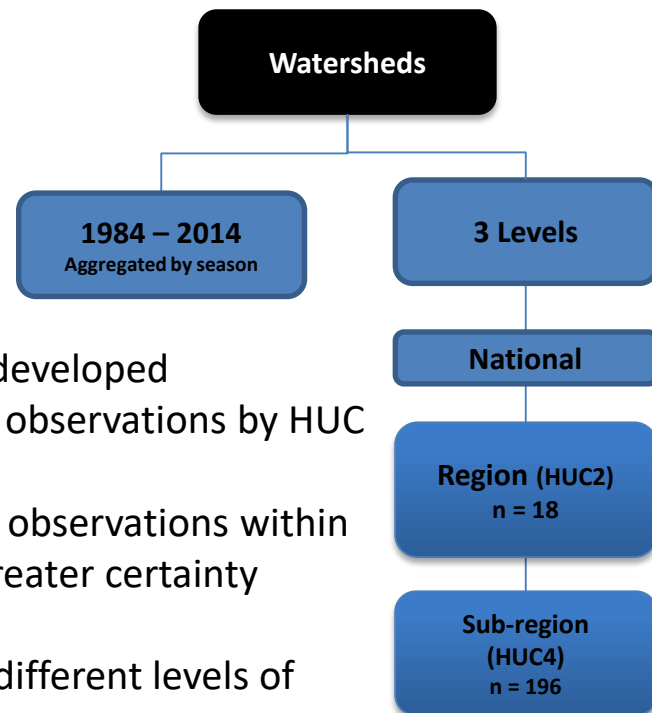 Watersheds
1984 – 2014
Aggregated by season
3 Levels
National
Region (HUC2)
n = 18
Sub-region
(HUC4)
n = 196
developed
observations by HUC
observations within
reater certainty
different levels of